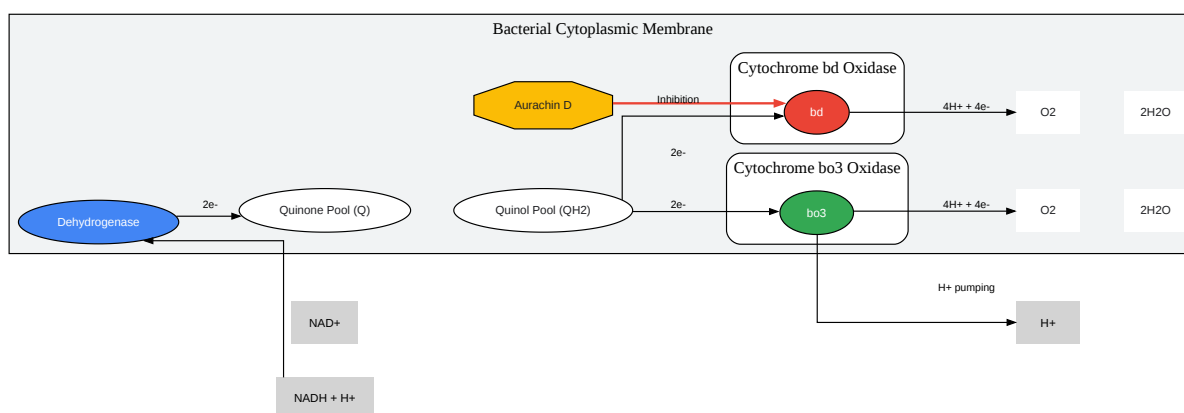 Bacterial Cytoplasmic Membrane
Cytochrome bd Oxidase
Aurachin D
Inhibition
bd
4H+ + 4e-
O2
2H2O
2e-
Cytochrome bo3 Oxidase
Dehydrogenase
2e-
Quinone Pool (Q)
Quinol Pool (QH2)
2e-
bo3
4H+ + 4e-
O2
2H2O
H+ pumping
NAD+
H+
NADH + H+